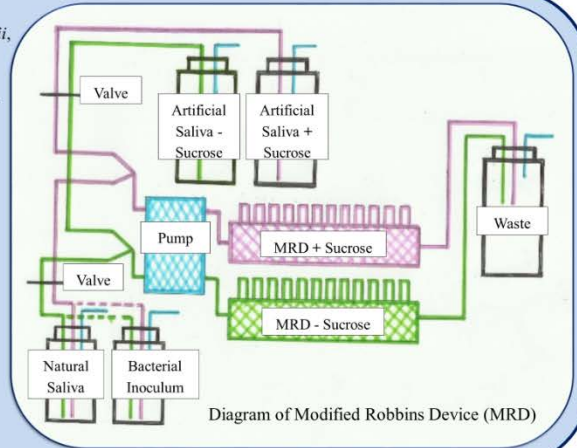 ii,
Valve
Artificial
Saliva -
Sucrose
Artificial
Saliva +
Sucrose
Pump
MRD + Sucrose
Waste
Valve
MRD - Sucrose
Natural
Saliva
Bacterial
Inoculum
Diagram of Modified Robbins Device (MRD)